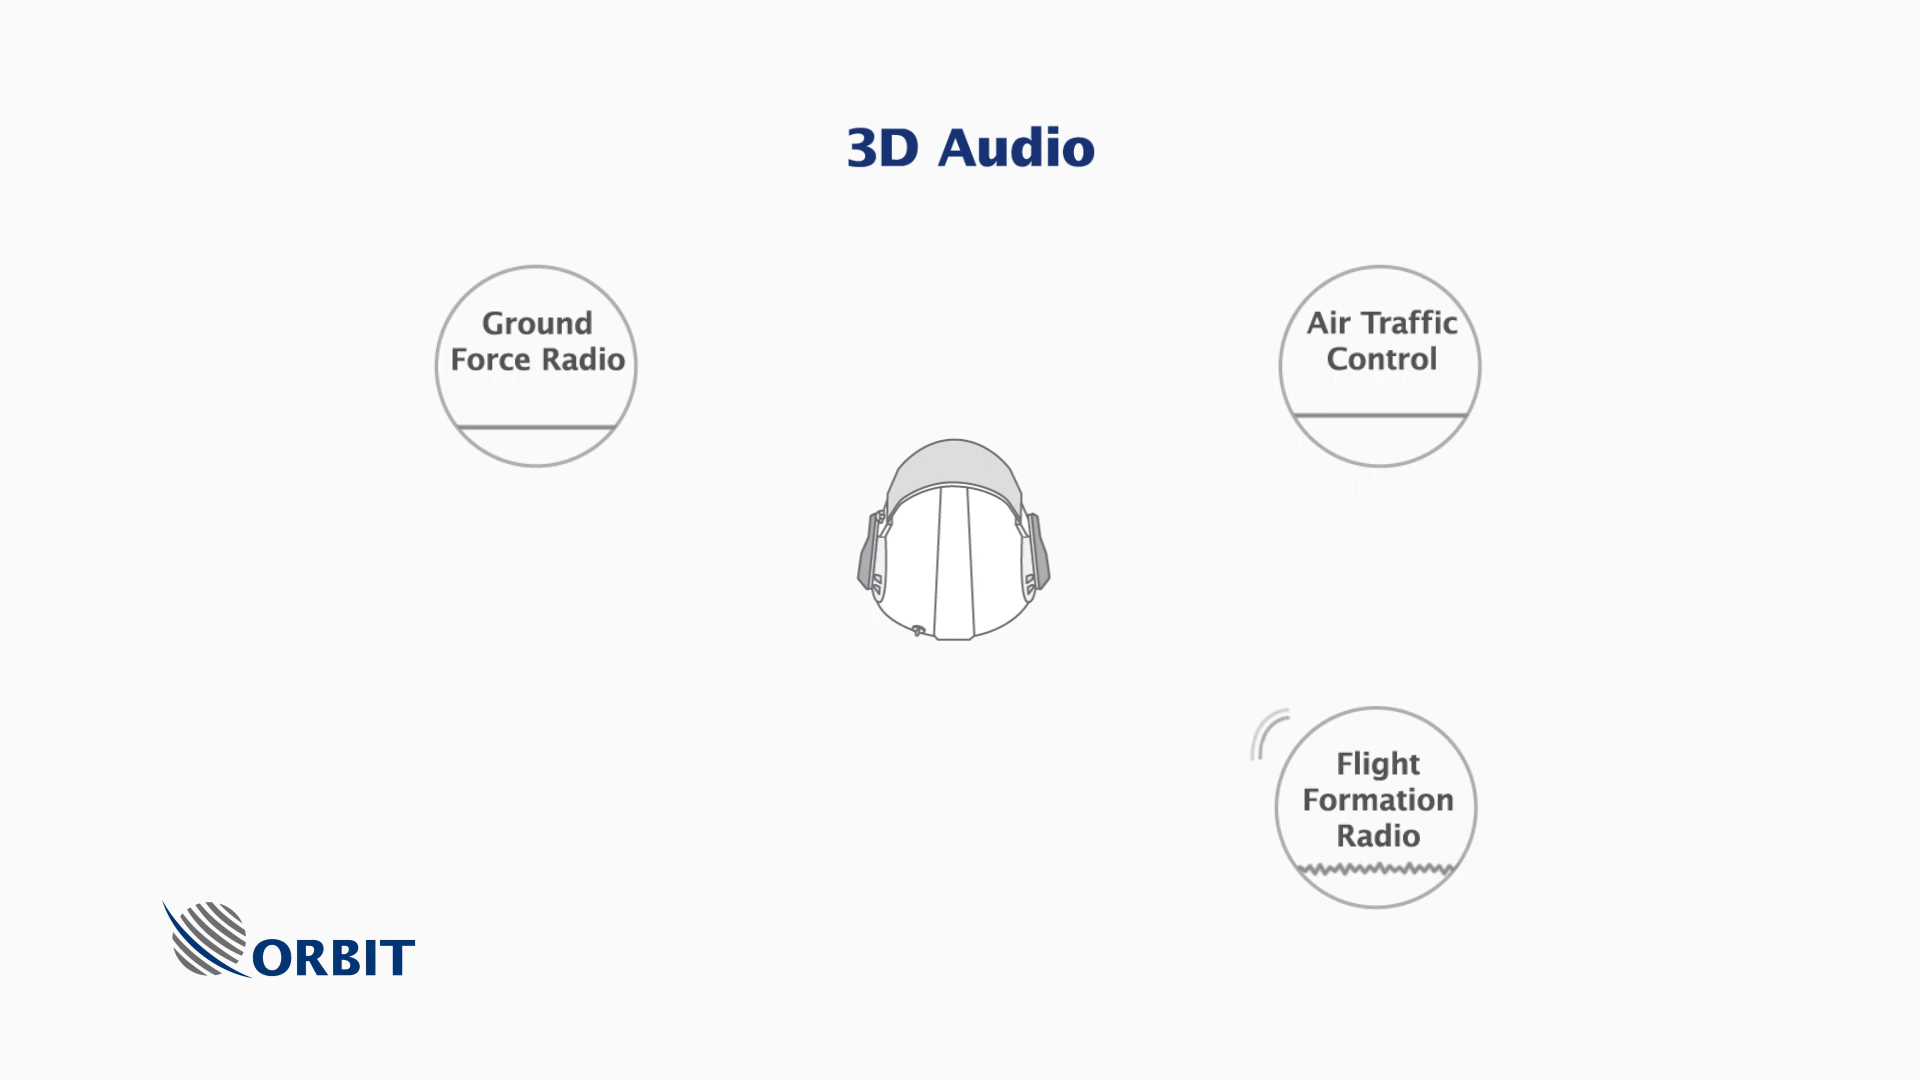 3D Audio
Ground
Force Radio
Air Traffic
Control
Flight
Formation
Radio
ORBIT